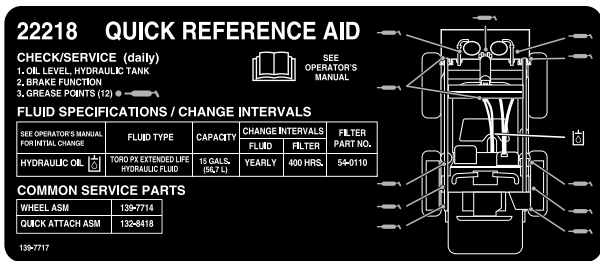 22218 QUICK REFERENCE AID
CHECK/SERVICE (daily)
1. OIL LEVEL, HYDRAULIC TANK
2. BRAKE FUNCTION
3. GREASE POINTS (12)
SEE
OPERATOR'S
MANUAL
FLUID SPECIFICATIONS / CHANGE INTERVALS
SEE OPERATOR'S MANUAL
FOR INITIAL CHANGE
FLUID TYPE
CAPACITY
CHANGE INTERVALS
FLUID
FILTER
FILTER
PART NO.
HYDRAULIC OIL
TORO PX EXTENDED LIFE
HYDRAULIC FLUID
15 GALS.
(56,7 L)
YEARLY
400 HRS.
54-0110
COMMON SERVICE PARTS
WHEEL ASM 139-7714
QUICK ATTACH ASM 132-8418
139-7717